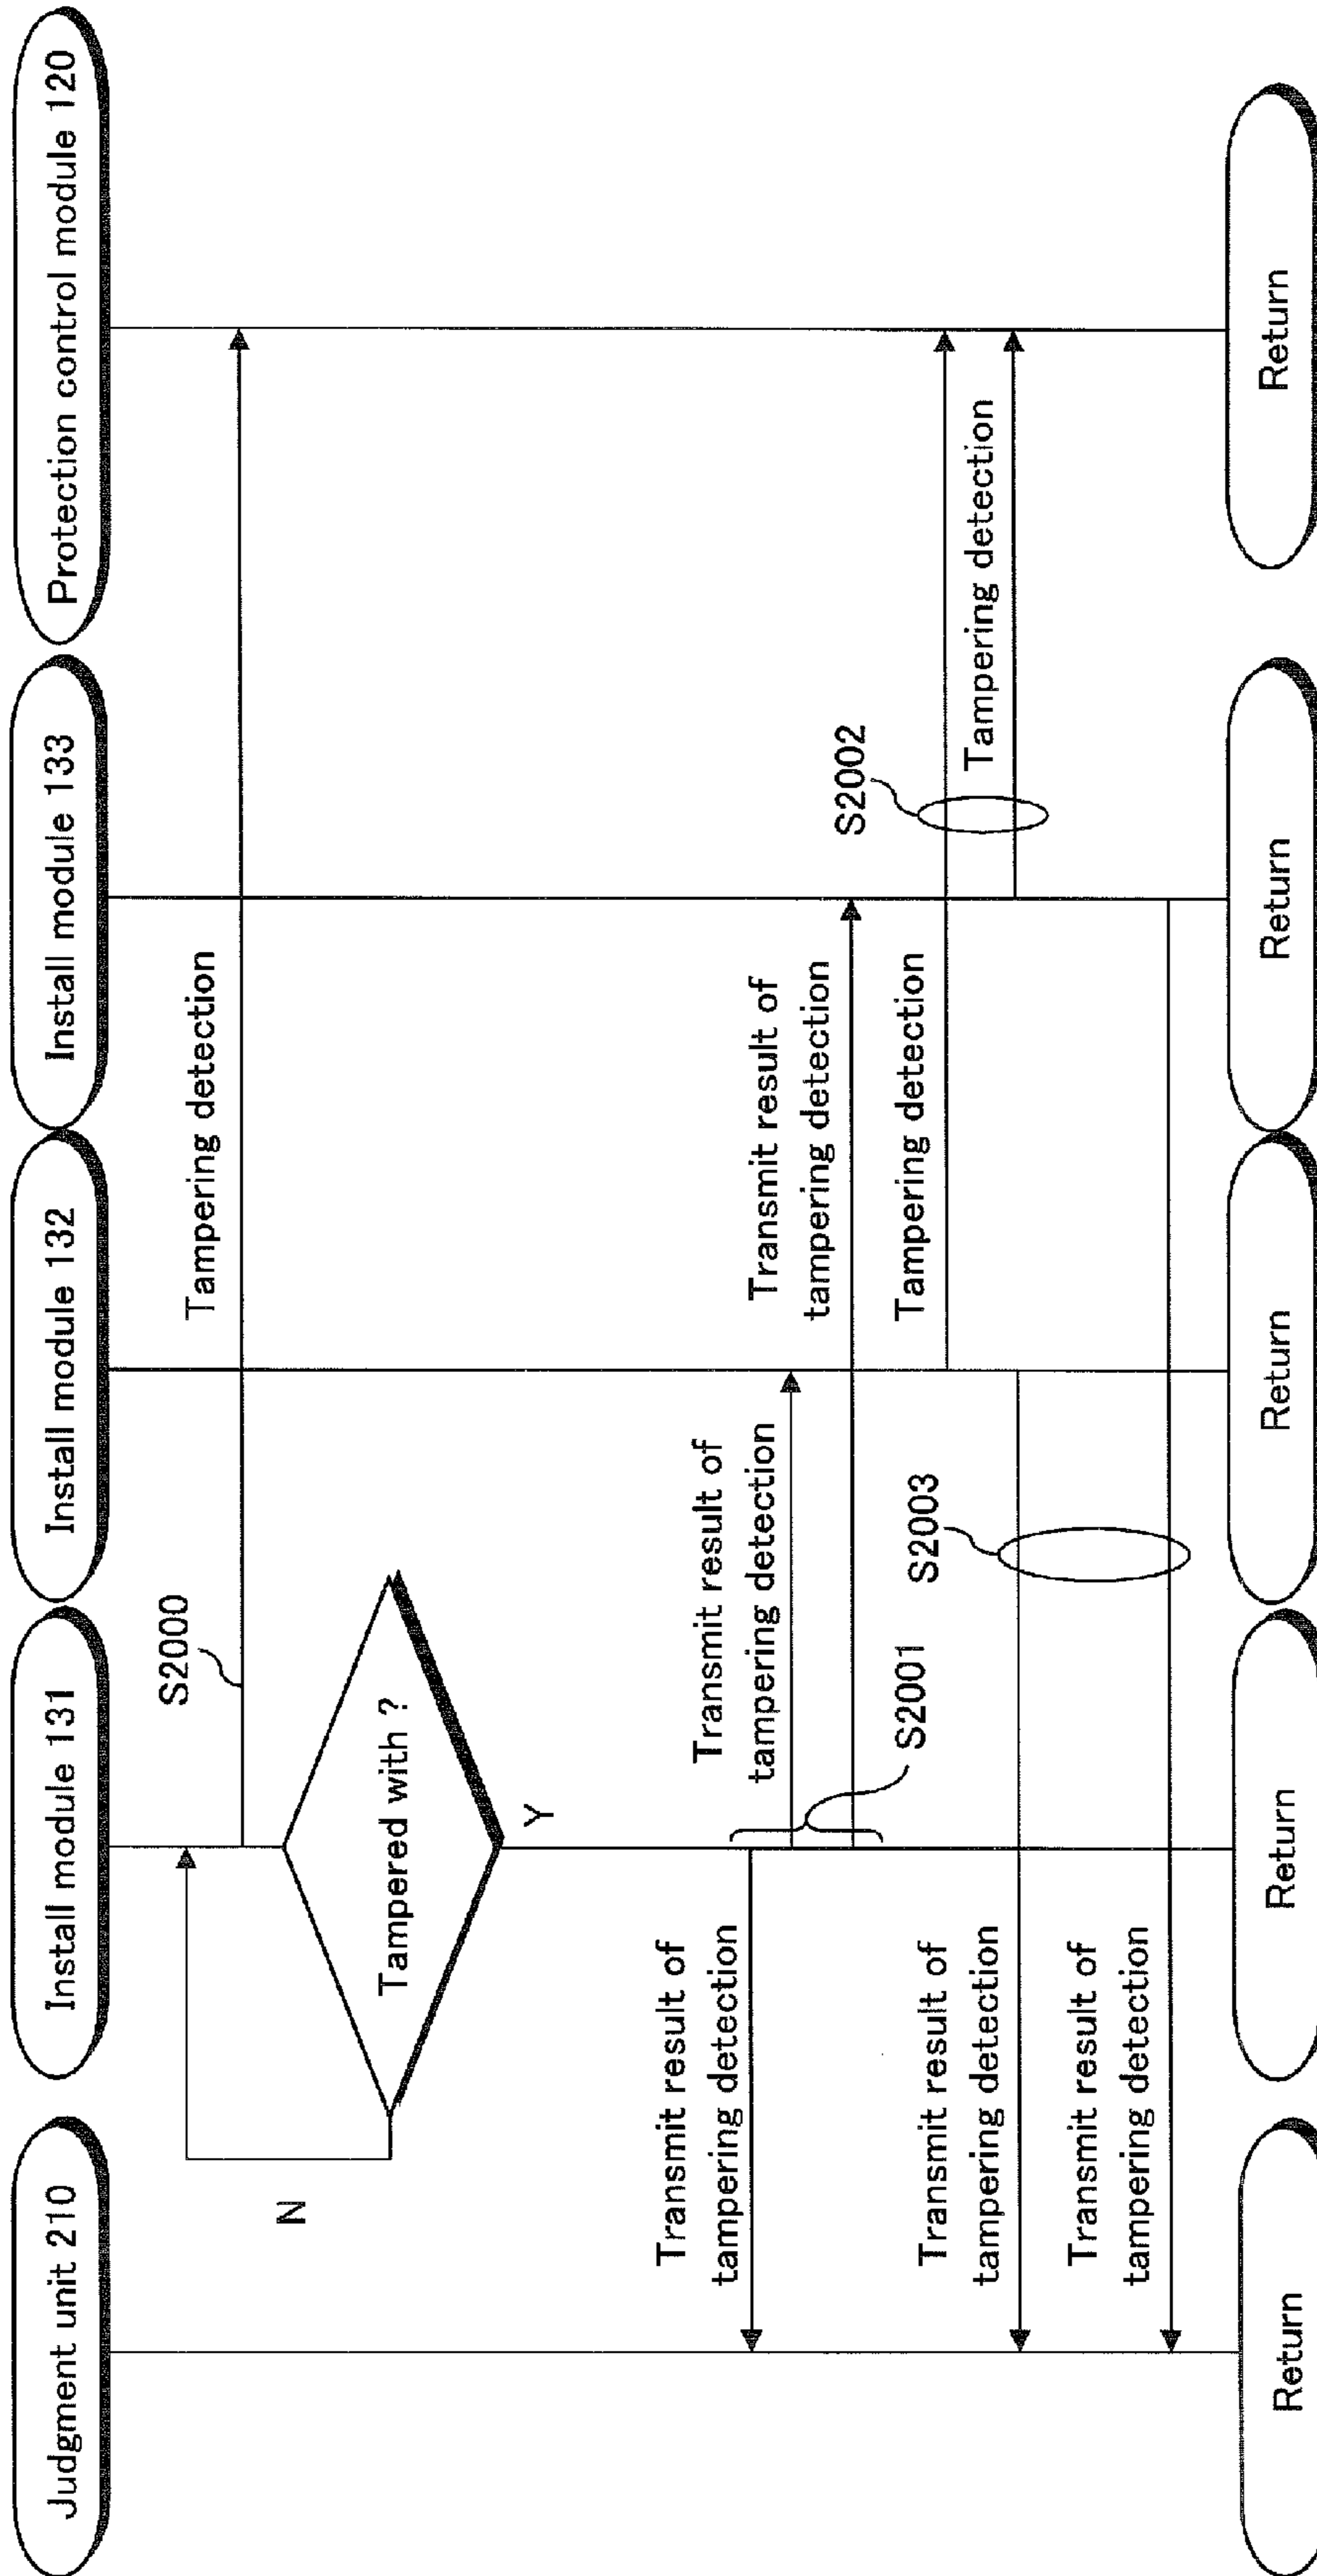 Judgment unit 210
Install module 131
Install module 132
Install module 133
Protection control module 120
S2000
Tampering detection
N
Tampered with ?
Y
Transmit result of
tampering detection
Transmit result of
tampering detection
Transmit result of
tampering detection
S2001
S2003
S2002
Tampering detection
Tampering detection
Transmit result of
tampering detection
Transmit result of
tampering detection
Return
Return
Return
Return
Return